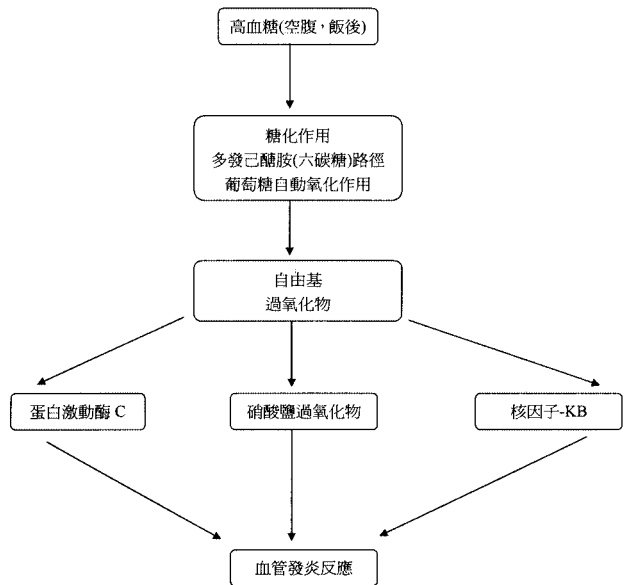 高血糖(空腹，飯後)
糖化作用
多發己醣胺(六碳糖)路徑
葡萄糖自動氧化作用
自由基
過氧化物
蛋白激動酶 C
硝酸鹽過氧化物
核因子-KB
血管發炎反應